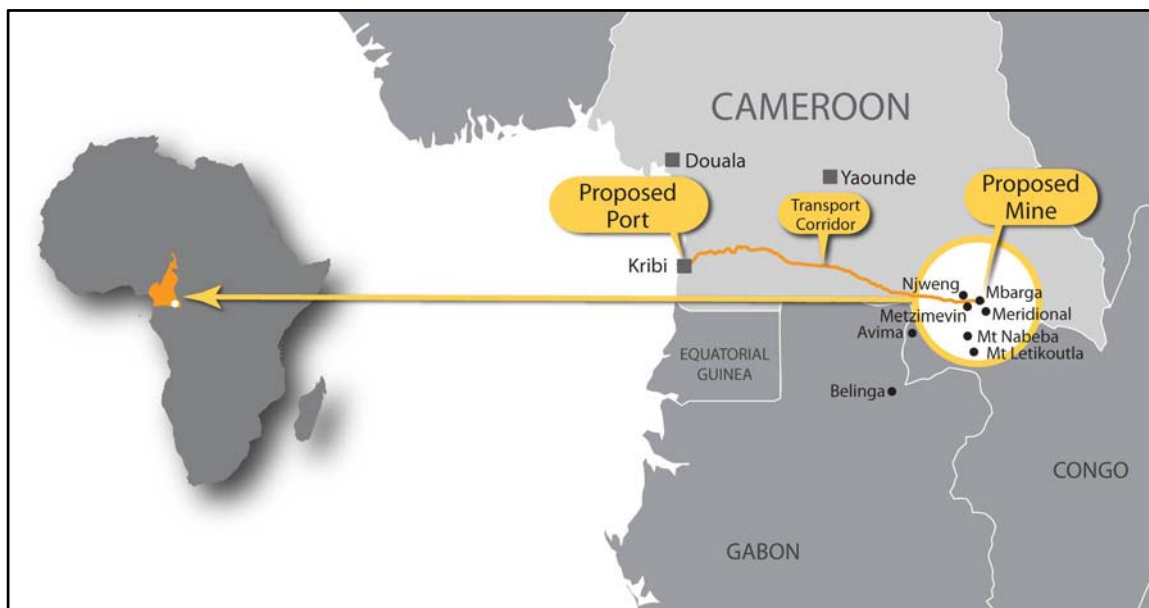 CAMEROON
Douala
Yaounde
Proposed
Port
Transport
Corridor
Proposed
Mine
Kribi
Njweng
Mbarga
Metzimevin
Meridional
Avima
Mt Nabeba
Mt Letikoutla
EQUATORIAL
GUINEA
Belinga
CONGO
GABON